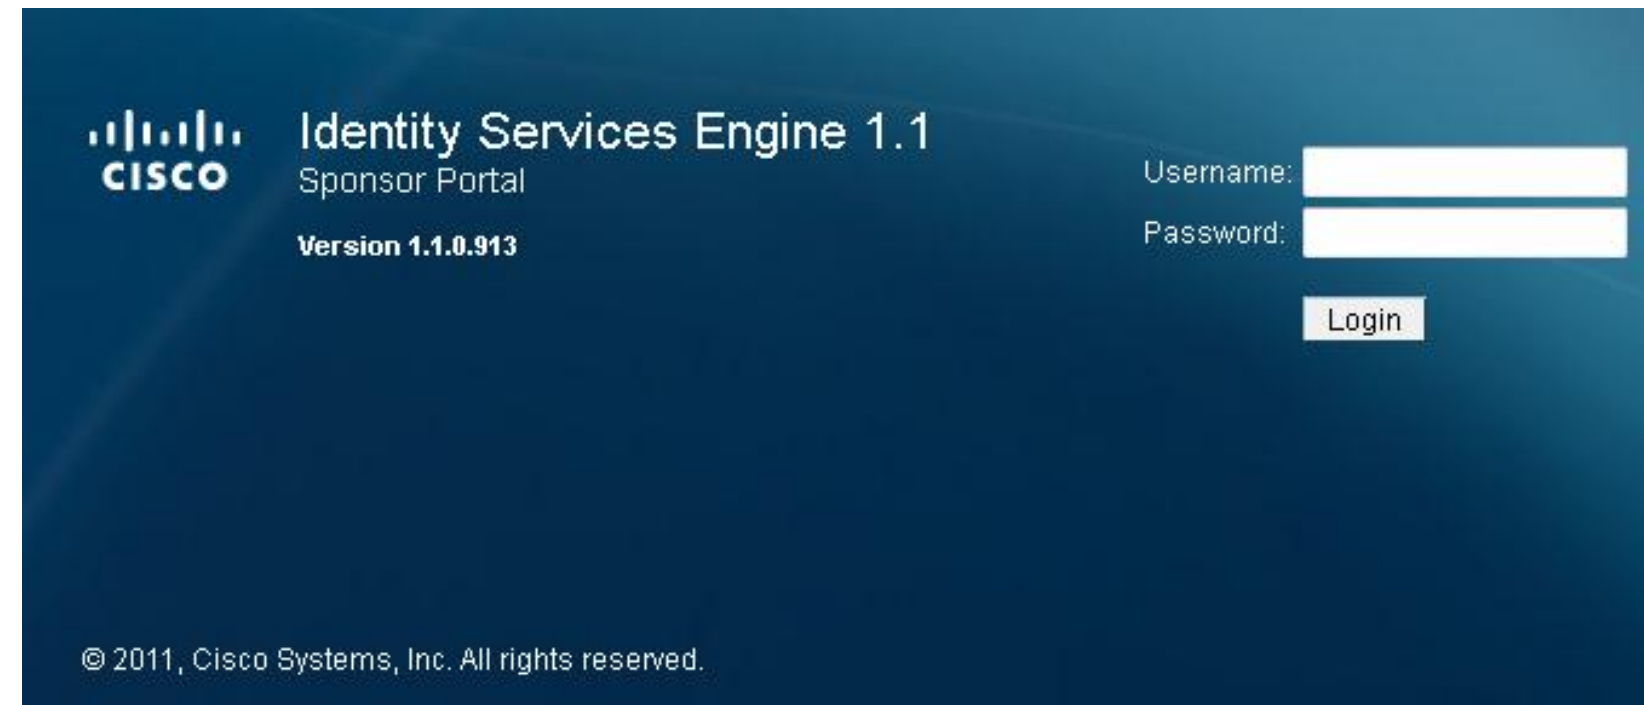 CISCO
Identity Services Engine 1.1
Sponsor Portal
Version 1.1.0.913
Username:
Password:
Login
© 2011, Cisco Systems, Inc. All rights reserved.